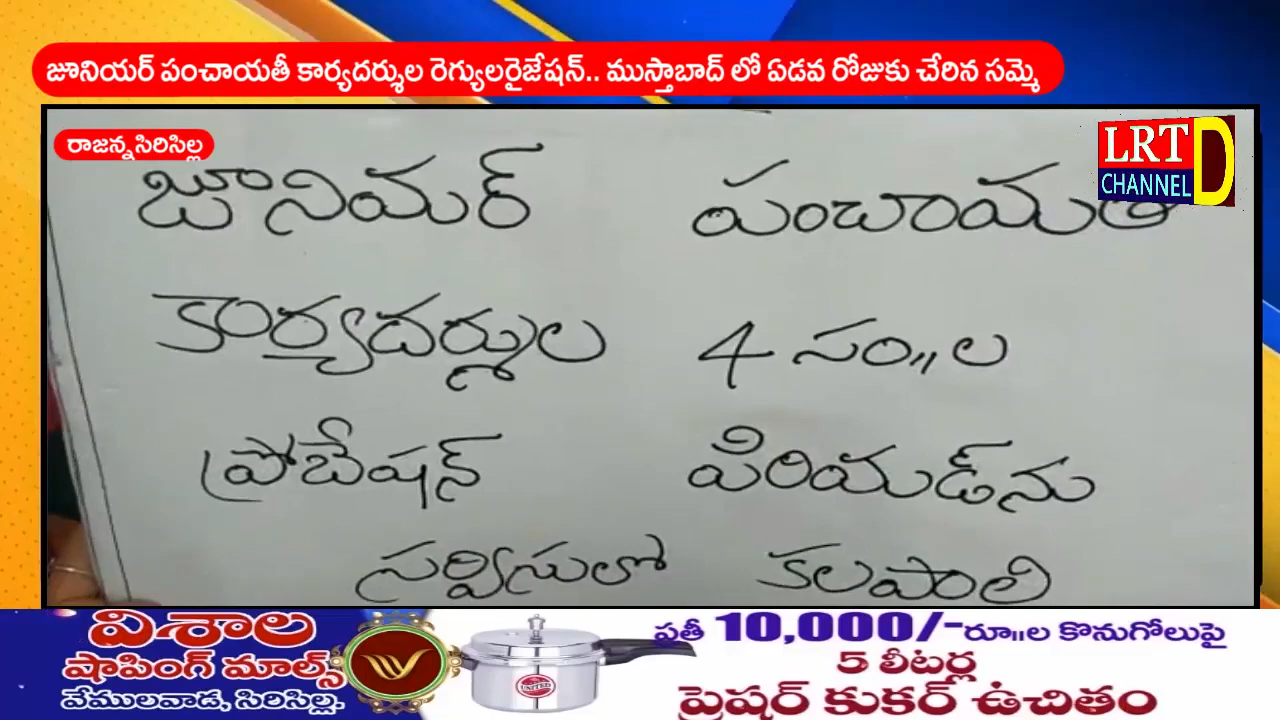 జూనియర్ పంచాయతీ కార్యదర్శుల రెగ్యులరైజేషన్.. ముస్తాబాద్ లో ఏడవ రోజుకు చేరిన సమ్మె
రాజన్నసిరిసిల్ల
LRT D
CHANNEL
జూనియర్ పంచాయతీ
కార్యదర్శుల 4 సం,,ల
ప్రోబేషన్ పిరియడ్‌ను
సర్విసులో కలపాలి
విశాల
షాపింగ్ మాల్స్
వేములవాడ, సిరిసిల్ల.
UNITED
ప్రతీ 10,000/-రూ॥ల కొనుగోలుపై
5 లీటర్ల
ప్రెషర్ కుకర్ ఉచితం